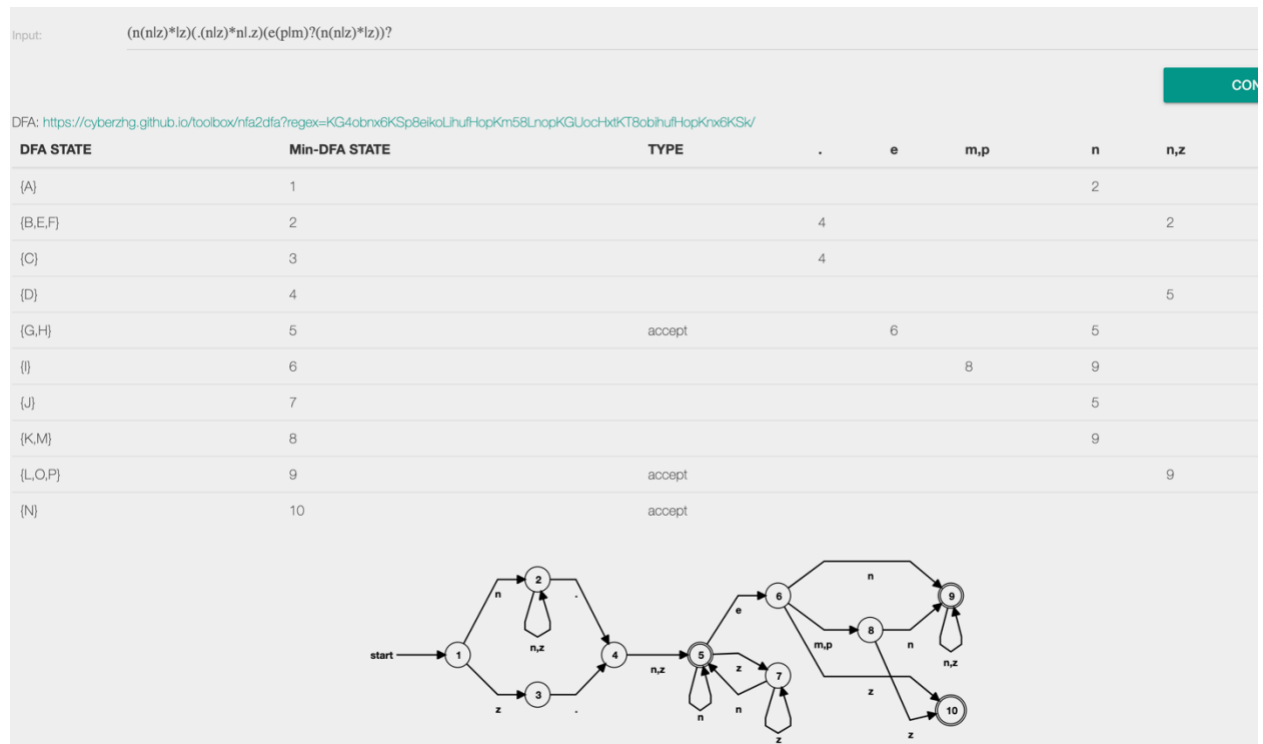 Input:
(n(n|z)*|z)(.(n|z)*n|.z)(e(p|m)?(n(n|z)*|z))?
CON
DFA: https://cyberzhg.github.io/toolbox/nfa2dfa?regex=KG4obnx6KSp8eikoLihufHopKm58LnopKGUocHxtKT8obihufHopKnx6KSk/
DFA STATE Min-DFA STATE TYPE . e m,p n n,z
{A} 1 2
{B,E,F} 2 4 2
{C} 3 4
{D} 4 5
{G,H} 5 accept 6 5
{I} 6 8 9
{J} 7 5
{K,M} 8 9
{L,O,P} 9 accept 9
{N} 10 accept
start
1
n
2
n,z
.
z
3
.
4
n,z
5
n
e
z
n
7
z
6
n
m,p
8
n
9
n,z
z
z
10